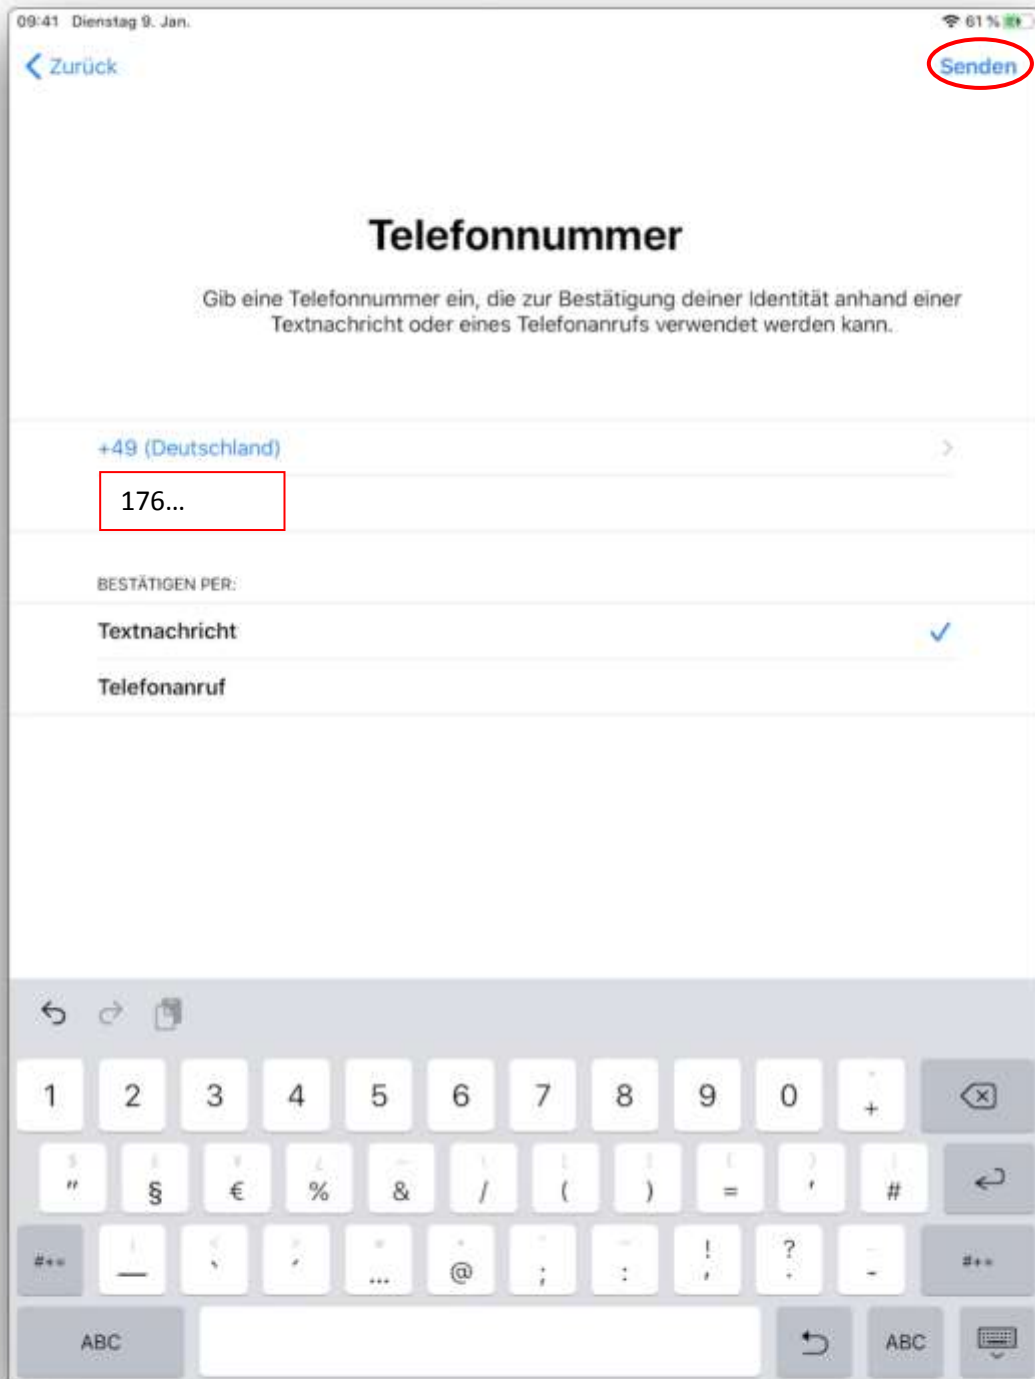 09:41 Dienstag 9. Jan. 61 %
Zurück Senden
Telefonnummer
Gib eine Telefonnummer ein, die zur Bestätigung deiner Identität anhand einer
Textnachricht oder eines Telefonanrufs verwendet werden kann.
+49 (Deutschland)
176...
BESTÄTIGEN PER:
Textnachricht
Telefonanruf
1 2 3 4 5 6 7 8 9 0 +
" § € % & / ( ) = ' #
#+= _ ` ´ ... @ ; : ! , ? . - #+=
ABC ABC